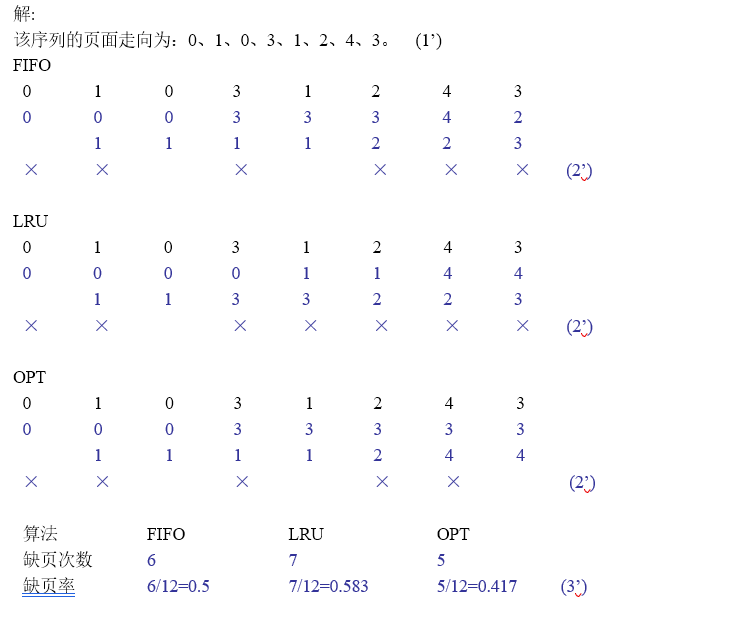 解:
该序列的页面走向为：0、1、0、3、1、2、4、3。 (1’)
FIFO
0 1 0 3 1 2 4 3
0 0 0 3 3 3 4 2
1 1 1 1 2 2 3
× × × × × × (2’)
LRU
0 1 0 3 1 2 4 3
0 0 0 0 1 1 4 4
1 1 3 3 2 2 3
× × × × × × × (2’)
OPT
0 1 0 3 1 2 4 3
0 0 0 3 3 3 3 3
1 1 1 1 2 4 4
× × × × × (2’)
算法 FIFO LRU OPT
缺页次数 6 7 5
缺页率 6/12=0.5 7/12=0.583 5/12=0.417 (3’)